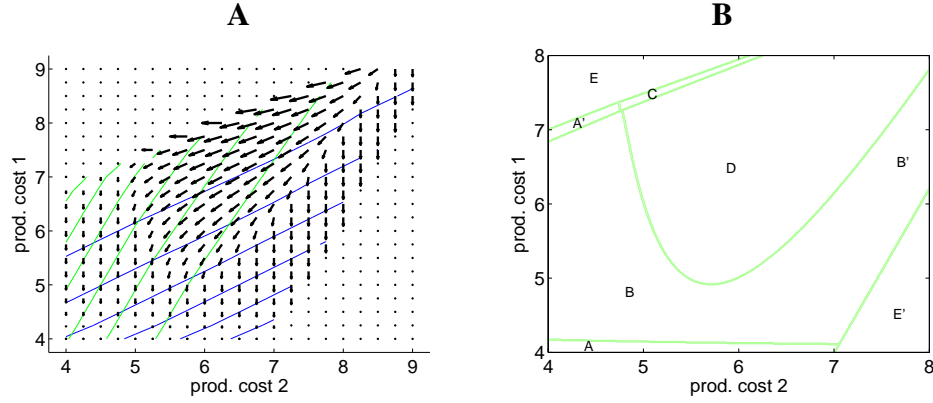 A
9
8
7
6
5
4
prod. cost 1
4 5 6 7 8 9
prod. cost 2
B
8
7
6
5
4
prod. cost 1
E
A'
C
D
B'
B
E'
A
4 5 6 7 8
prod. cost 2